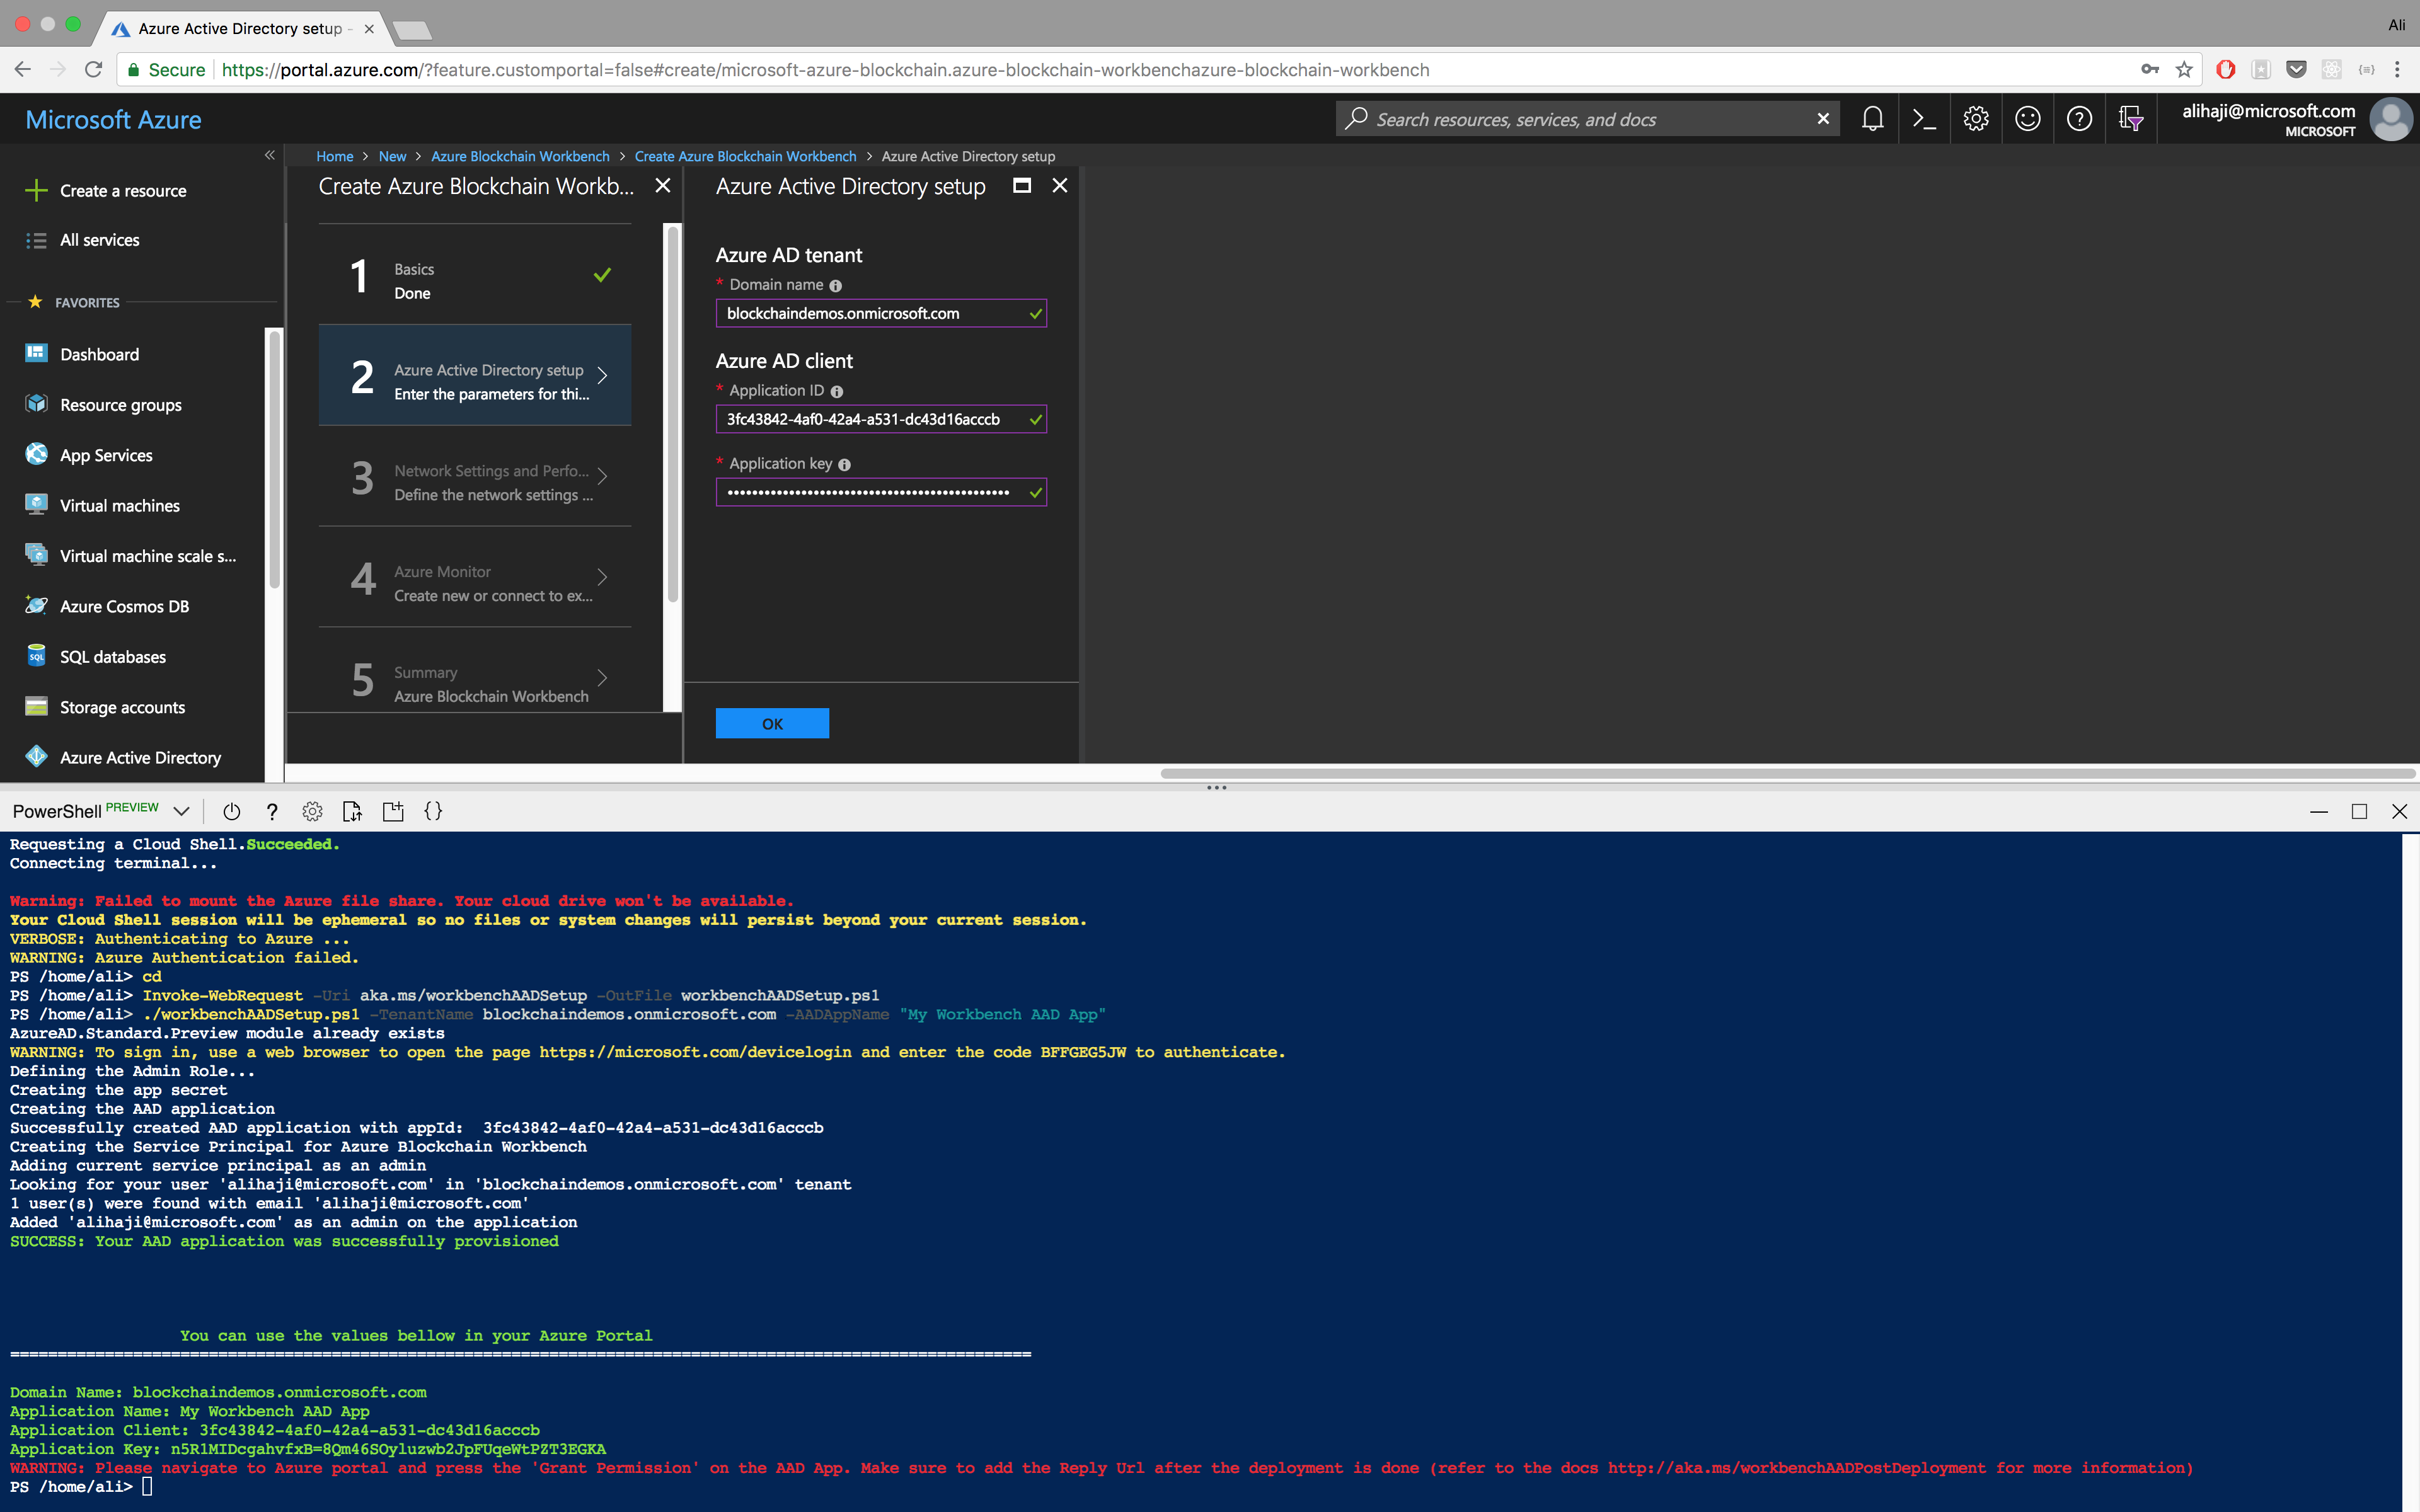 Azure Active Directory setup -
Ali
Secure
https://portal.azure.com/?feature.customportal=false#create/microsoft-azure-blockchain.azure-blockchain-workbenchazure-blockchain-workbench
Microsoft Azure
Search resources, services, and docs
alihaji@microsoft.com
MICROSOFT
Home > New > Azure Blockchain Workbench > Create Azure Blockchain Workbench > Azure Active Directory setup
Create a resource
All services
FAVORITES
Dashboard
Resource groups
App Services
Virtual machines
Virtual machine scale s...
Azure Cosmos DB
SQL databases
Storage accounts
Azure Active Directory
Create Azure Blockchain Workb...
1
Basics
Done
2
Azure Active Directory setup
Enter the parameters for thi...
3
Network Settings and Perfo...
Define the network settings ...
4
Azure Monitor
Create new or connect to ex...
5
Summary
Azure Blockchain Workbench
Azure Active Directory setup
Azure AD tenant
* Domain name
blockchaindemos.onmicrosoft.com
Azure AD client
* Application ID
3fc43842-4af0-42a4-a531-dc43d16acccb
* Application key
OK
PowerShell PREVIEW
Requesting a Cloud Shell.Succeeded.
Connecting terminal...
Warning: Failed to mount the Azure file share. Your cloud drive won't be available.
Your Cloud Shell session will be ephemeral so no files or system changes will persist beyond your current session.
VERBOSE: Authenticating to Azure ...
WARNING: Azure Authentication failed.
PS /home/ali> cd
PS /home/ali> Invoke-WebRequest -Uri aka.ms/workbenchAADSetup -OutFile workbenchAADSetup.ps1
PS /home/ali> ./workbenchAADSetup.ps1 -TenantName blockchaindemos.onmicrosoft.com -AADAppName "My Workbench AAD App"
AzureAD.Standard.Preview module already exists
WARNING: To sign in, use a web browser to open the page https://microsoft.com/devicelogin and enter the code BFFGEG5JW to authenticate.
Defining the Admin Role...
Creating the app secret
Creating the AAD application
Successfully created AAD application with appId:  3fc43842-4af0-42a4-a531-dc43d16acccb
Creating the Service Principal for Azure Blockchain Workbench
Adding current service principal as an admin
Looking for your user 'alihaji@microsoft.com' in 'blockchaindemos.onmicrosoft.com' tenant
1 user(s) were found with email 'alihaji@microsoft.com'
Added 'alihaji@microsoft.com' as an admin on the application
SUCCESS: Your AAD application was successfully provisioned
You can use the values bellow in your Azure Portal
============================================================================================================
Domain Name: blockchaindemos.onmicrosoft.com
Application Name: My Workbench AAD App
Application Client: 3fc43842-4af0-42a4-a531-dc43d16acccb
Application Key: n5R1MIDcgahvfxB=8Qm46SOyluzwb2JpFUqeWtPZT3EGKA
WARNING: Please navigate to Azure portal and press the 'Grant Permission' on the AAD App. Make sure to add the Reply Url after the deployment is done (refer to the docs http://aka.ms/workbenchAADPostDeployment for more information)
PS /home/ali>